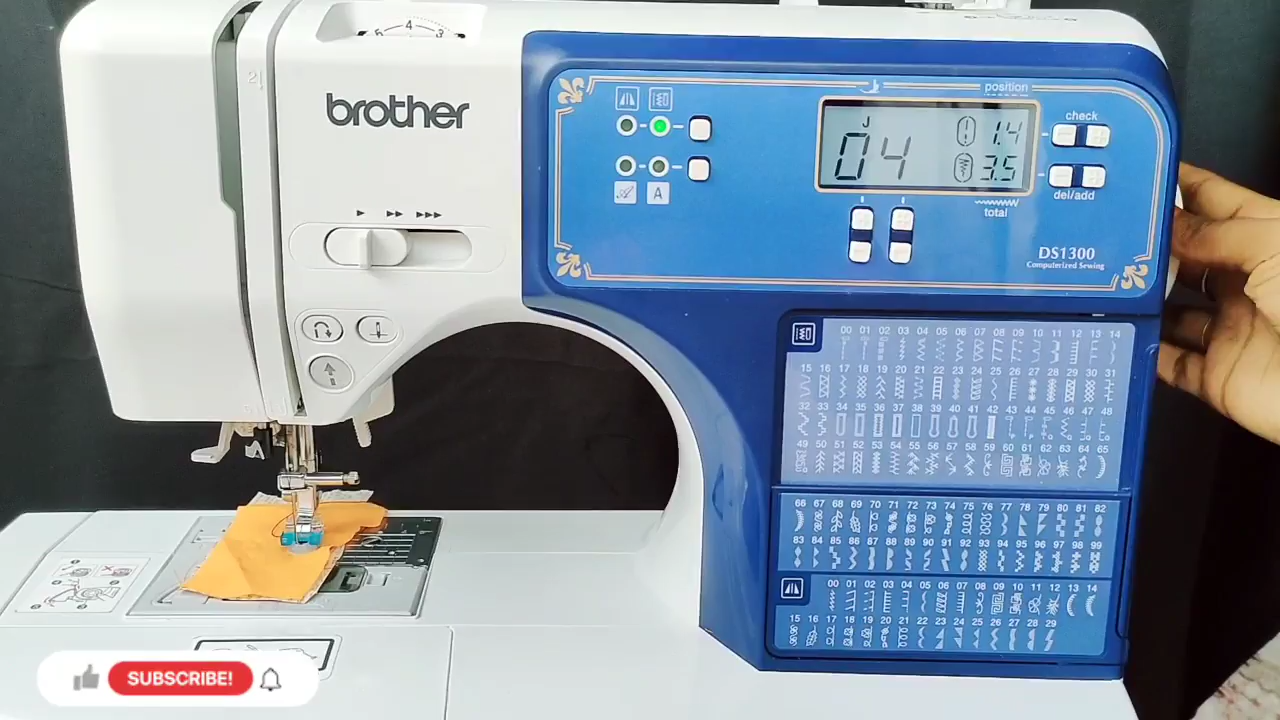 5 4 3
2
brother
position
J
04
1.4
3.5
check
del/add
total
A A
DS1300
Computerized Sewing
00 01 02 03 04 05 06 07 08 09 10 11 12 13 14
15 16 17 18 19 20 21 22 23 24 25 26 27 28 29 30 31
32 33 34 35 36 37 38 39 40 41 42 43 44 45 46 47 48
49 50 51 52 53 54 55 56 57 58 59 60 61 62 63 64 65
66 67 68 69 70 71 72 73 74 75 76 77 78 79 80 81 82
83 84 85 86 87 88 89 90 91 92 93 94 95 96 97 98 99
00 01 02 03 04 05 06 07 08 09 10 11 12 13 14
15 16 17 18 19 20 21 22 23 24 25 26 27 28 29
A
SUBSCRIBE!